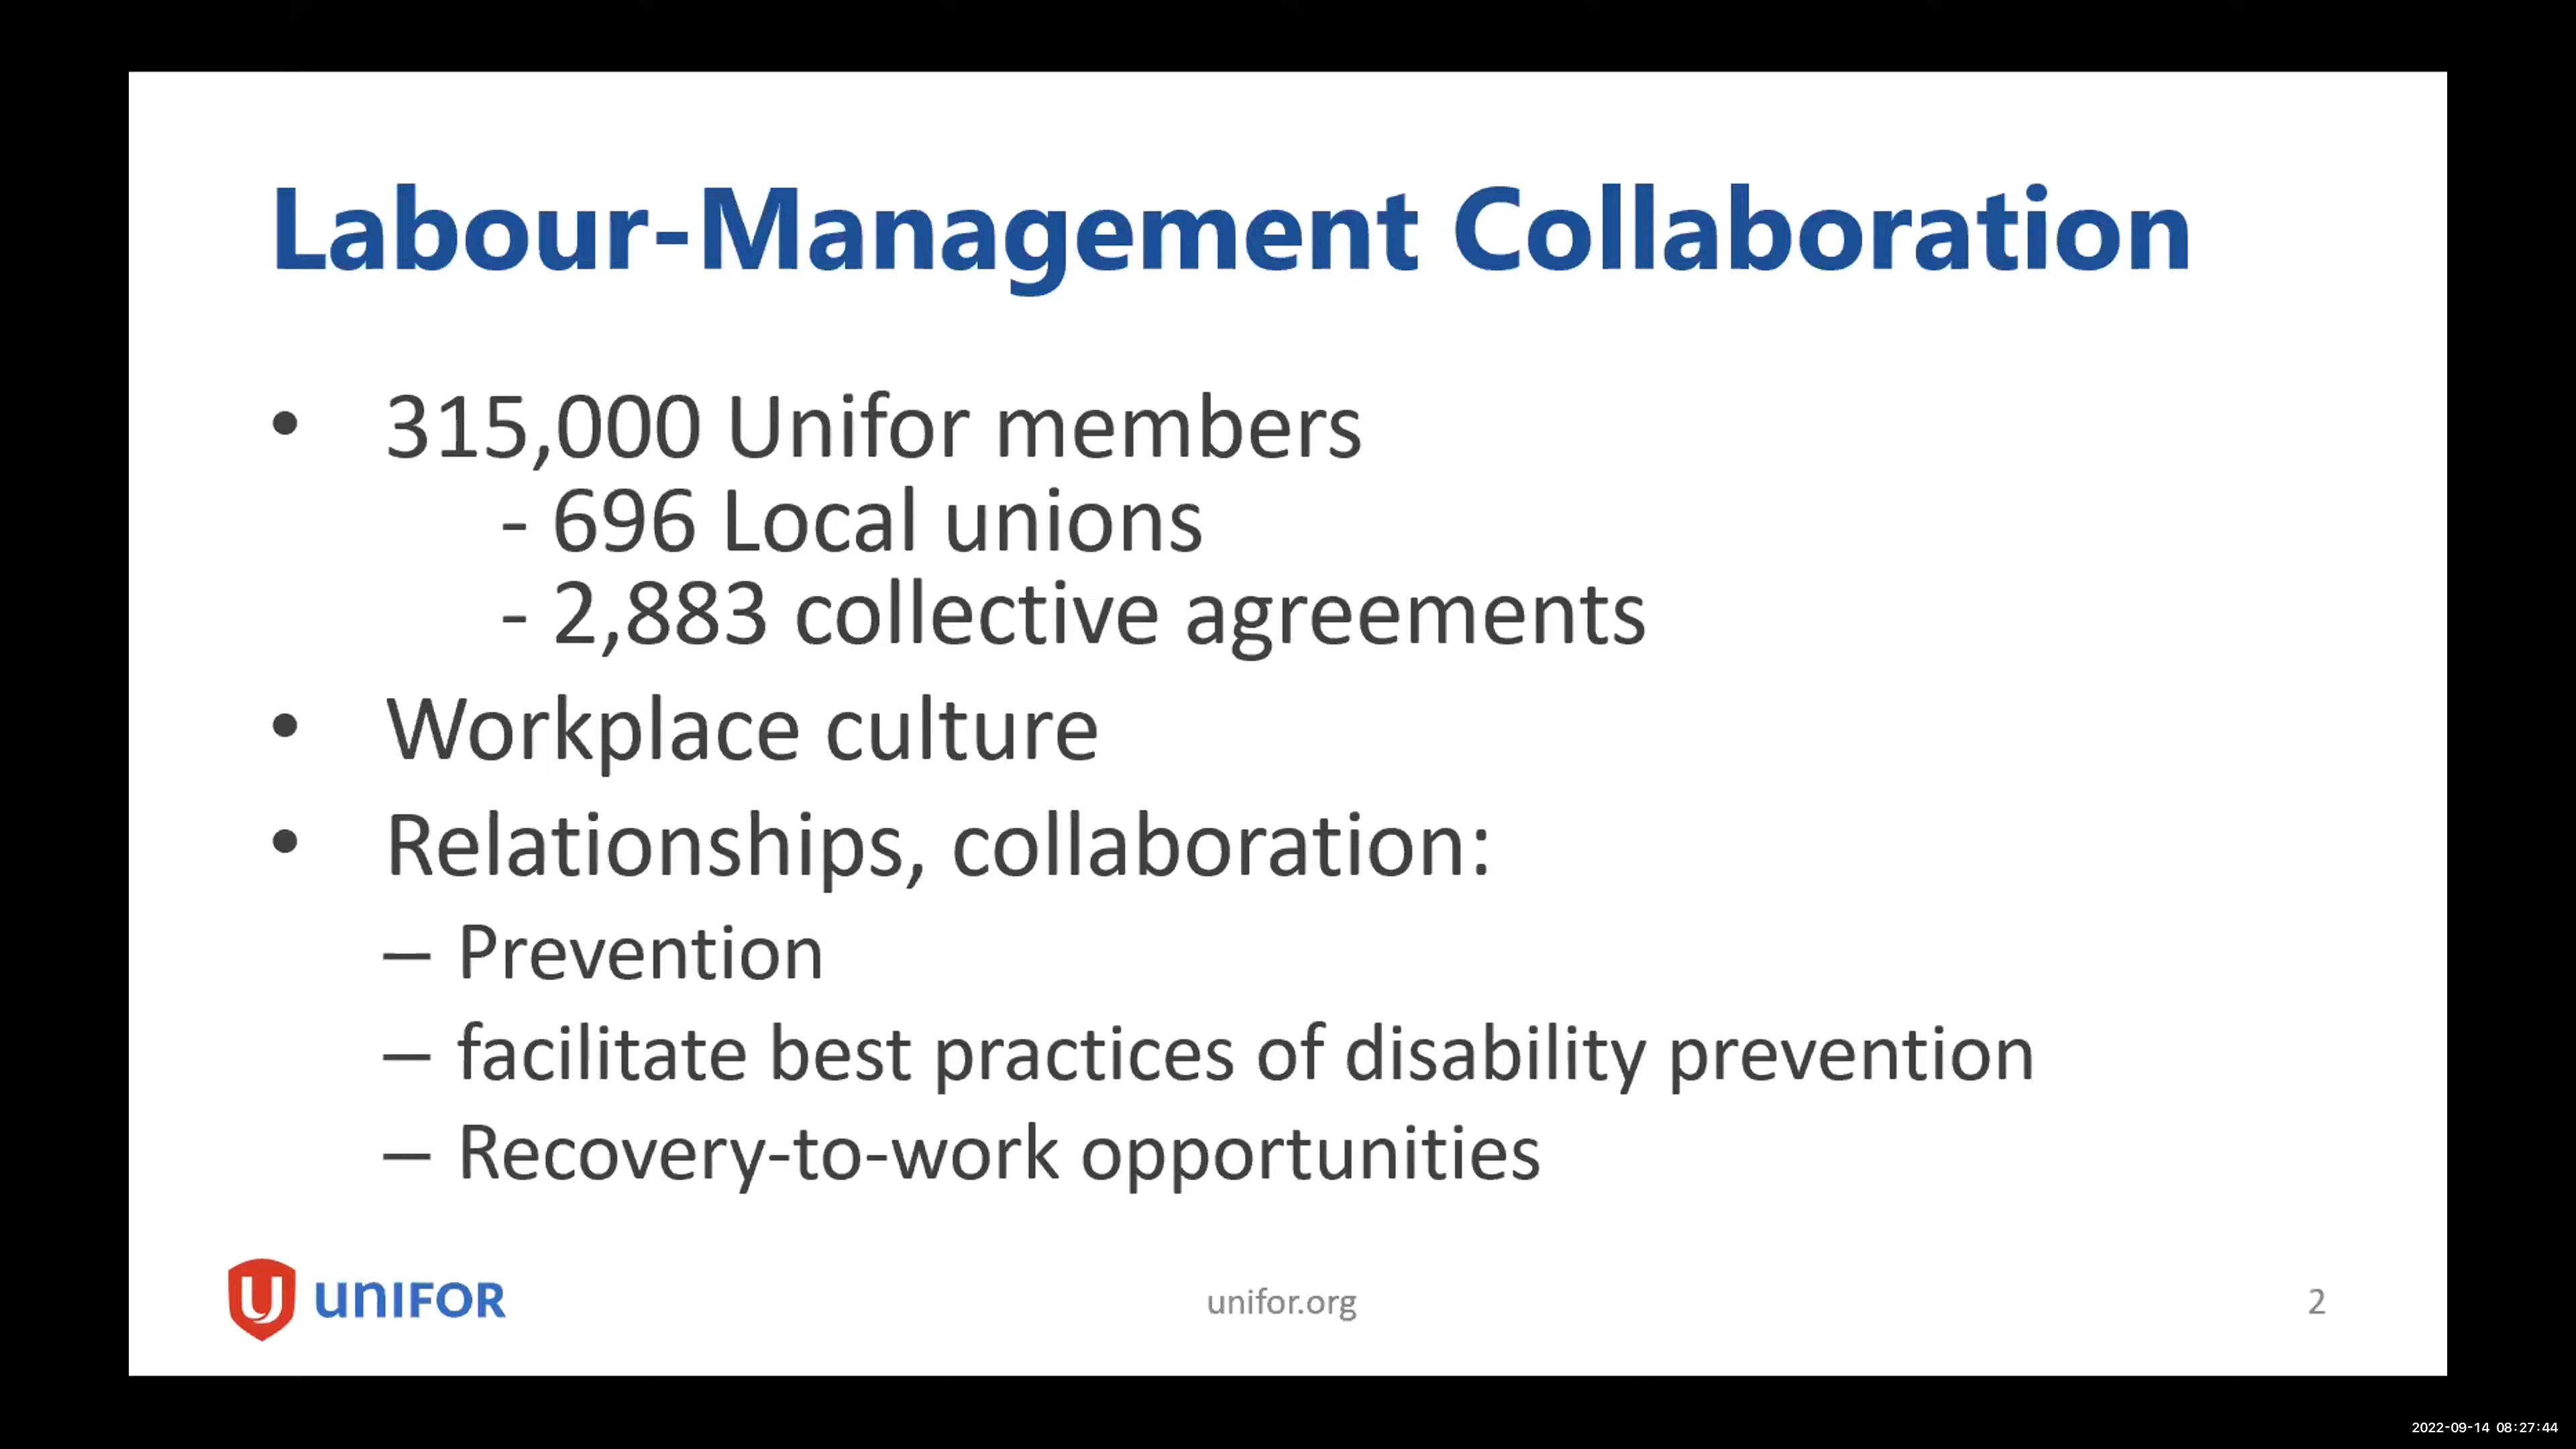 Labour-Management Collaboration
• 315,000 Unifor members
- 696 Local unions
- 2,883 collective agreements
• Workplace culture
• Relationships, collaboration:
– Prevention
– facilitate best practices of disability prevention
– Recovery-to-work opportunities
U UNIFOR
unifor.org
2
2022-09-14 08:27:44